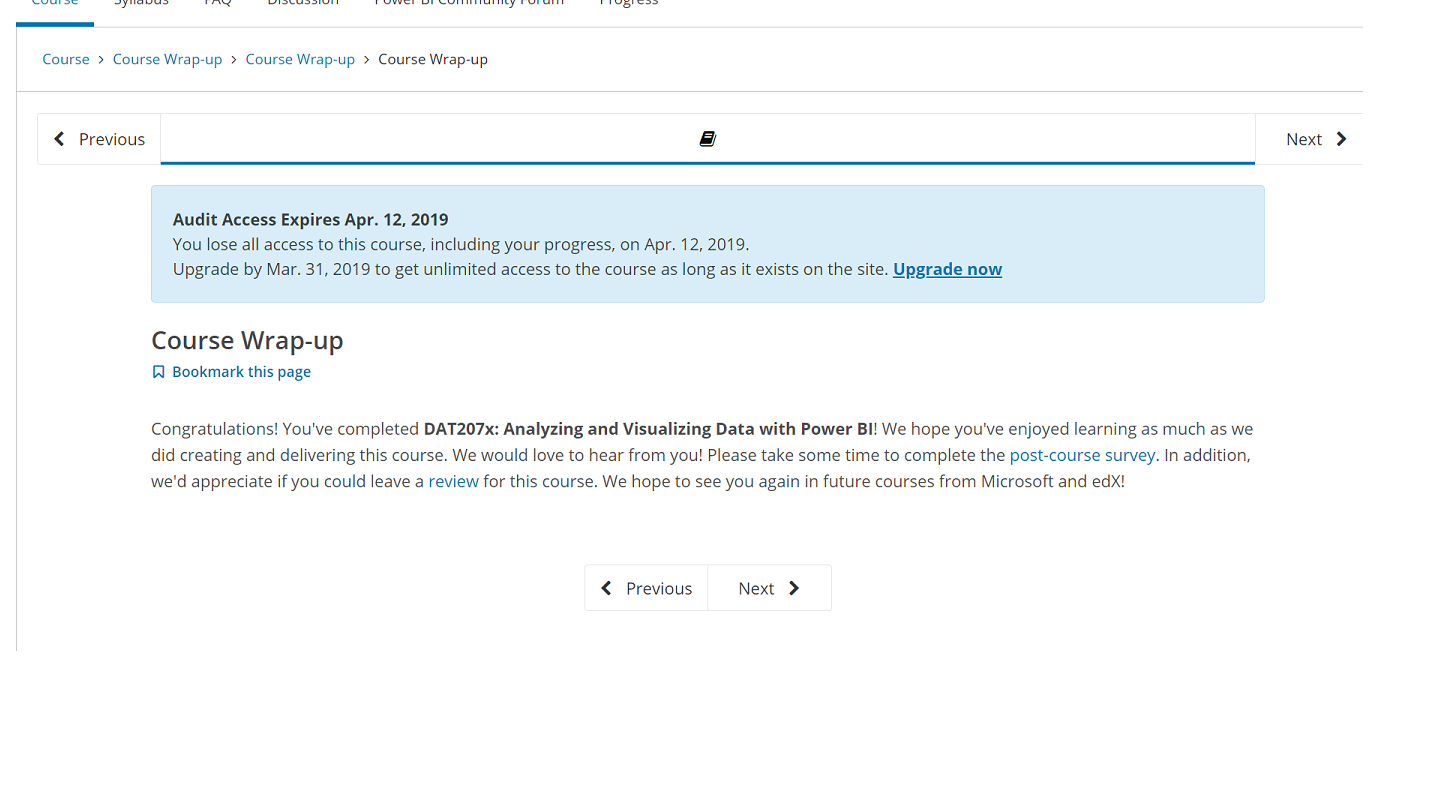 Course Syllabus FAQ Discussion Power BI Community Forum Progress
Course > Course Wrap-up > Course Wrap-up > Course Wrap-up
Previous Next
Audit Access Expires Apr. 12, 2019
You lose all access to this course, including your progress, on Apr. 12, 2019.
Upgrade by Mar. 31, 2019 to get unlimited access to the course as long as it exists on the site. Upgrade now
Course Wrap-up
Bookmark this page
Congratulations! You've completed DAT207x: Analyzing and Visualizing Data with Power BI! We hope you've enjoyed learning as much as we
did creating and delivering this course. We would love to hear from you! Please take some time to complete the post-course survey. In addition,
we'd appreciate if you could leave a review for this course. We hope to see you again in future courses from Microsoft and edX!
Previous Next